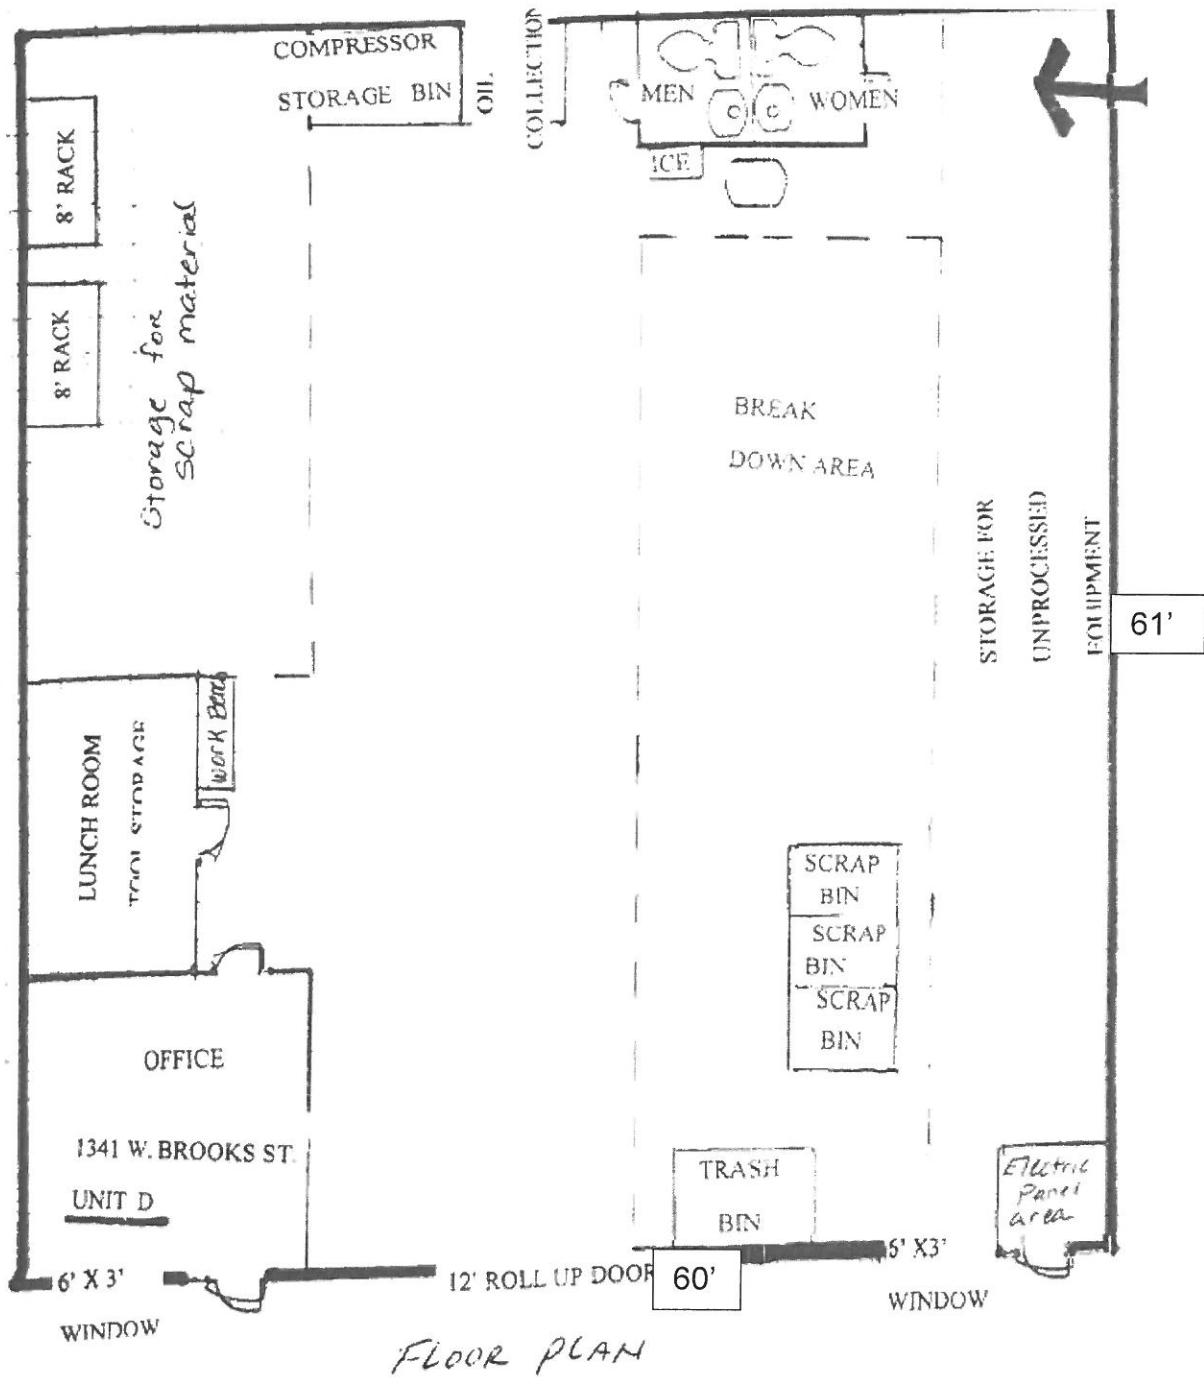 COMPRESSOR
STORAGE BIN
OIL
COLLECTION
MEN
WOMEN
ICE
8' RACK
8' RACK
Storage for
scrap material
BREAK
DOWN AREA
STORAGE FOR
UNPROCESSED
EQUIPMENT
61'
LUNCH ROOM
TOOL STORAGE
Work Benc
SCRAP
BIN
SCRAP
BIN
SCRAP
BIN
OFFICE
1341 W. BROOKS ST.
UNIT D
TRASH
BIN
Electric
Panel
area
6' X 3'
WINDOW
12' ROLL UP DOOR
60'
6' X3'
WINDOW
FLOOR PLAN